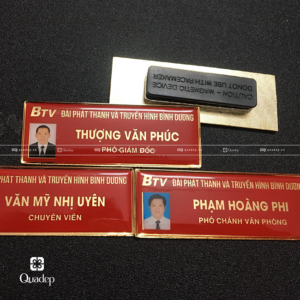 CAUTION – MAGNETIC DEVICE
DO NOT USE WITH PACEMAKER
BTV ĐÀI PHÁT THANH VÀ TRUYỀN HÌNH BÌNH DƯƠNG
THƯỢNG VĂN PHÚC
PHÓ GIÁM ĐỐC
PHÁT THANH VÀ TRUYỀN HÌNH BÌNH DƯƠNG
VĂN MỸ NHỊ UYÊN
CHUYÊN VIÊN
BTV ĐÀI PHÁT THANH VÀ TRUYỀN HÌNH BÌNH DƯƠNG
PHẠM HOÀNG PHI
PHÓ CHÁNH VĂN PHÒNG
Quadep